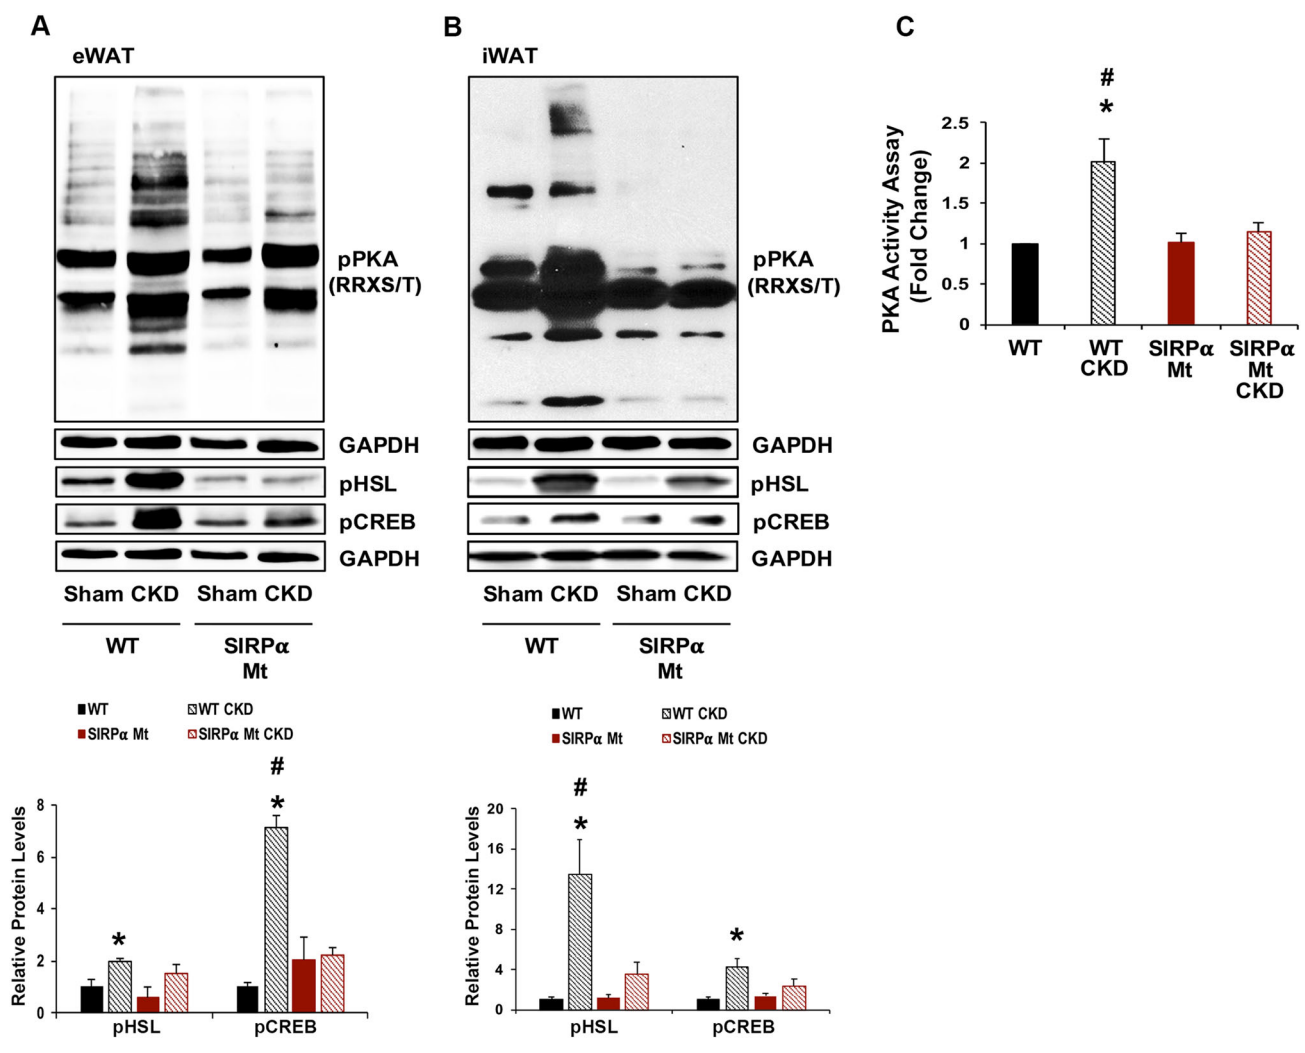 A
eWAT
pPKA
(RRXS/T)
GAPDH
pHSL
pCREB
GAPDH
Sham CKD Sham CKD
WT SIRPα
Mt
WT WT CKD
SIRPα Mt SIRPα Mt CKD
#
*
*
Relative Protein Levels
8
6
4
2
0
pHSL pCREB
B
iWAT
pPKA
(RRXS/T)
GAPDH
pHSL
pCREB
GAPDH
Sham CKD Sham CKD
WT SIRPα
Mt
WT WT CKD
SIRPα Mt SIRPα Mt CKD
#
*
*
Relative Protein Levels
20
16
12
8
4
0
pHSL pCREB
C
#
*
PKA Activity Assay
(Fold Change)
2.5
2
1.5
1
0.5
0
WT WT SIRPα SIRPα
CKD Mt Mt
CKD